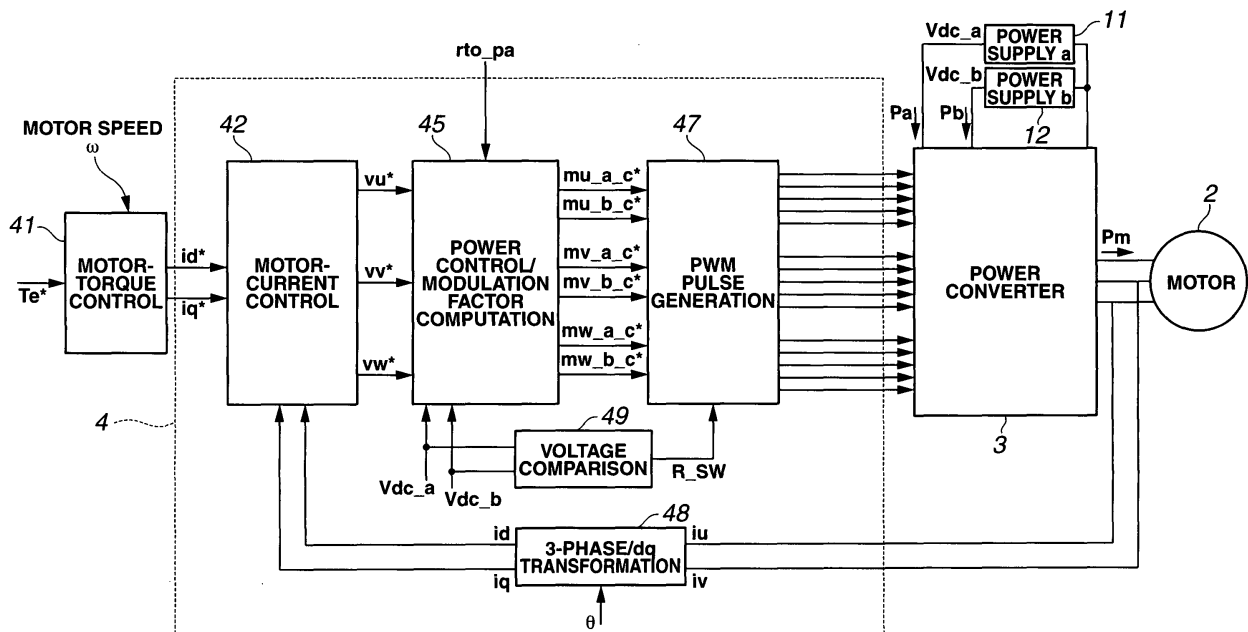 11
Vdc_a
POWER
SUPPLY a
Vdc_b
POWER
SUPPLY b
12
Pa
Pb
rto_pa
MOTOR SPEED
ω
42
45
47
41
Te*
MOTOR-
TORQUE
CONTROL
id*
iq*
MOTOR-
CURRENT
CONTROL
vu*
vv*
vw*
POWER
CONTROL/
MODULATION
FACTOR
COMPUTATION
mu_a_c*
mu_b_c*
mv_a_c*
mv_b_c*
mw_a_c*
mw_b_c*
PWM
PULSE
GENERATION
POWER
CONVERTER
3
Pm
2
MOTOR
4
49
VOLTAGE
COMPARISON
R_SW
Vdc_a
Vdc_b
48
id
iq
3-PHASE/dq
TRANSFORMATION
iu
iv
θ